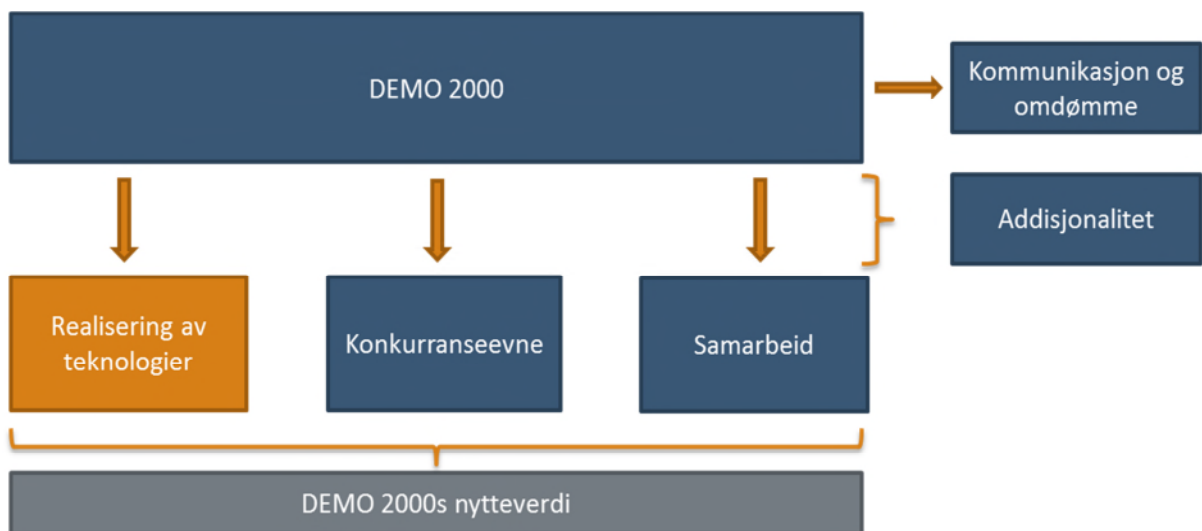 DEMO 2000
Kommunikasjon og
omdømme
Addisjonalitet
Realisering av
teknologier
Konkurranseevne
Samarbeid
DEMO 2000s nytteverdi